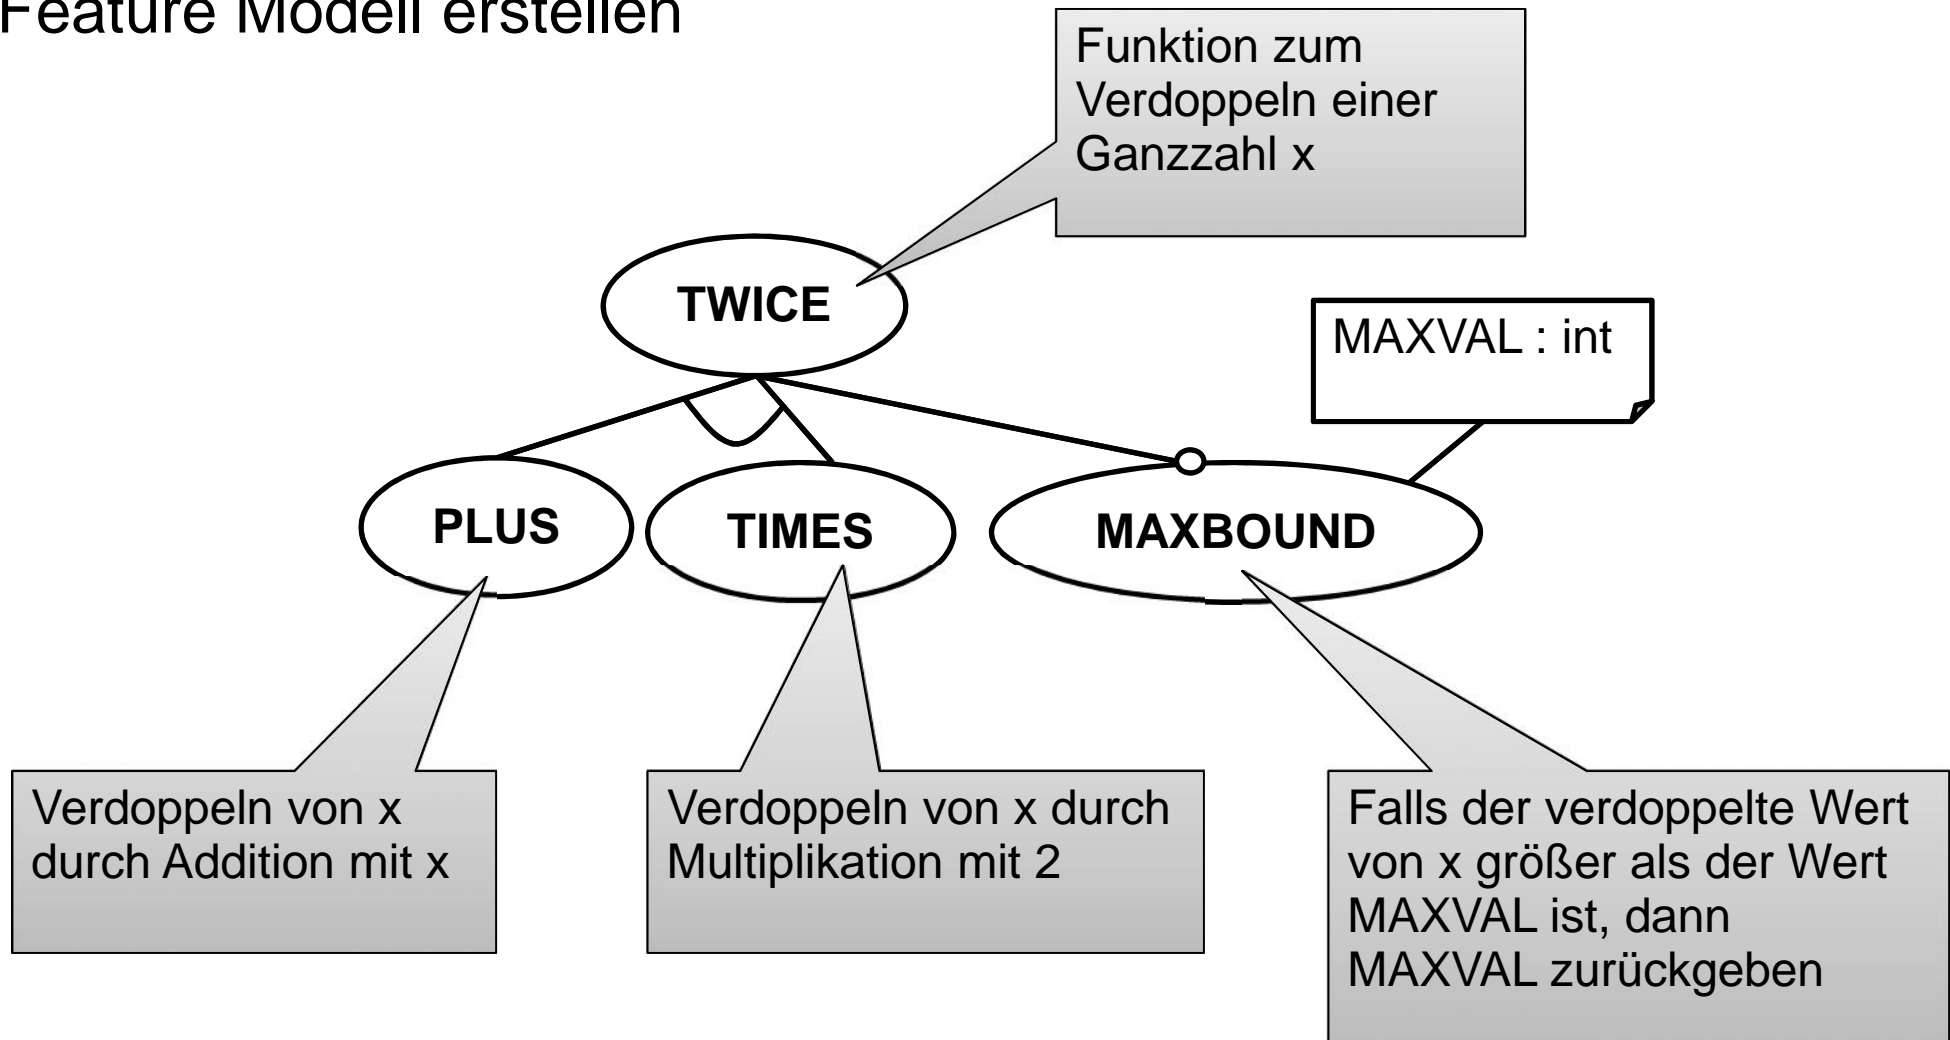 Feature Modell erstellen
Funktion zum
Verdoppeln einer
Ganzzahl x
TWICE
MAXVAL : int
PLUS
TIMES
MAXBOUND
Verdoppeln von x
durch Addition mit x
Verdoppeln von x durch
Multiplikation mit 2
Falls der verdoppelte Wert
von x größer als der Wert
MAXVAL ist, dann
MAXVAL zurückgeben